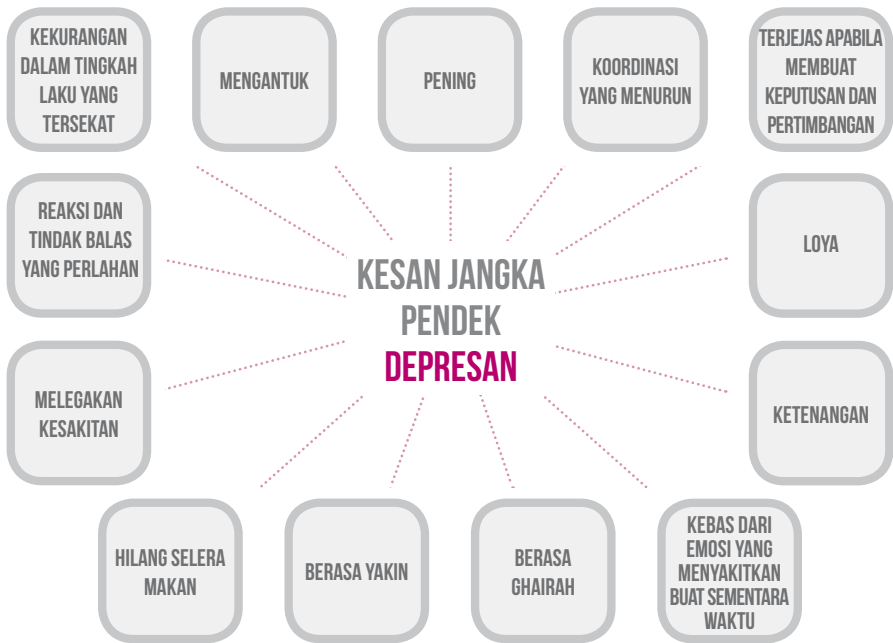 KEKURANGAN
DALAM TINGKAH
LAKU YANG
TERSEKAT
MENGANTUK
PENING
KOORDINASI
YANG MENURUN
TERJEJAS APABILA
MEMBUAT
KEPUTUSAN DAN
PERTIMBANGAN
REAKSI DAN
TINDAK BALAS
YANG PERLAHAN
KESAN JANGKA
PENDEK
DEPRESAN
LOYA
MELEGAKAN
KESAKITAN
KETENANGAN
HILANG SELERA
MAKAN
BERASA YAKIN
BERASA
GHAIRAH
KEBAS DARI
EMOSI YANG
MENYAKITKAN
BUAT SEMENTARA
WAKTU